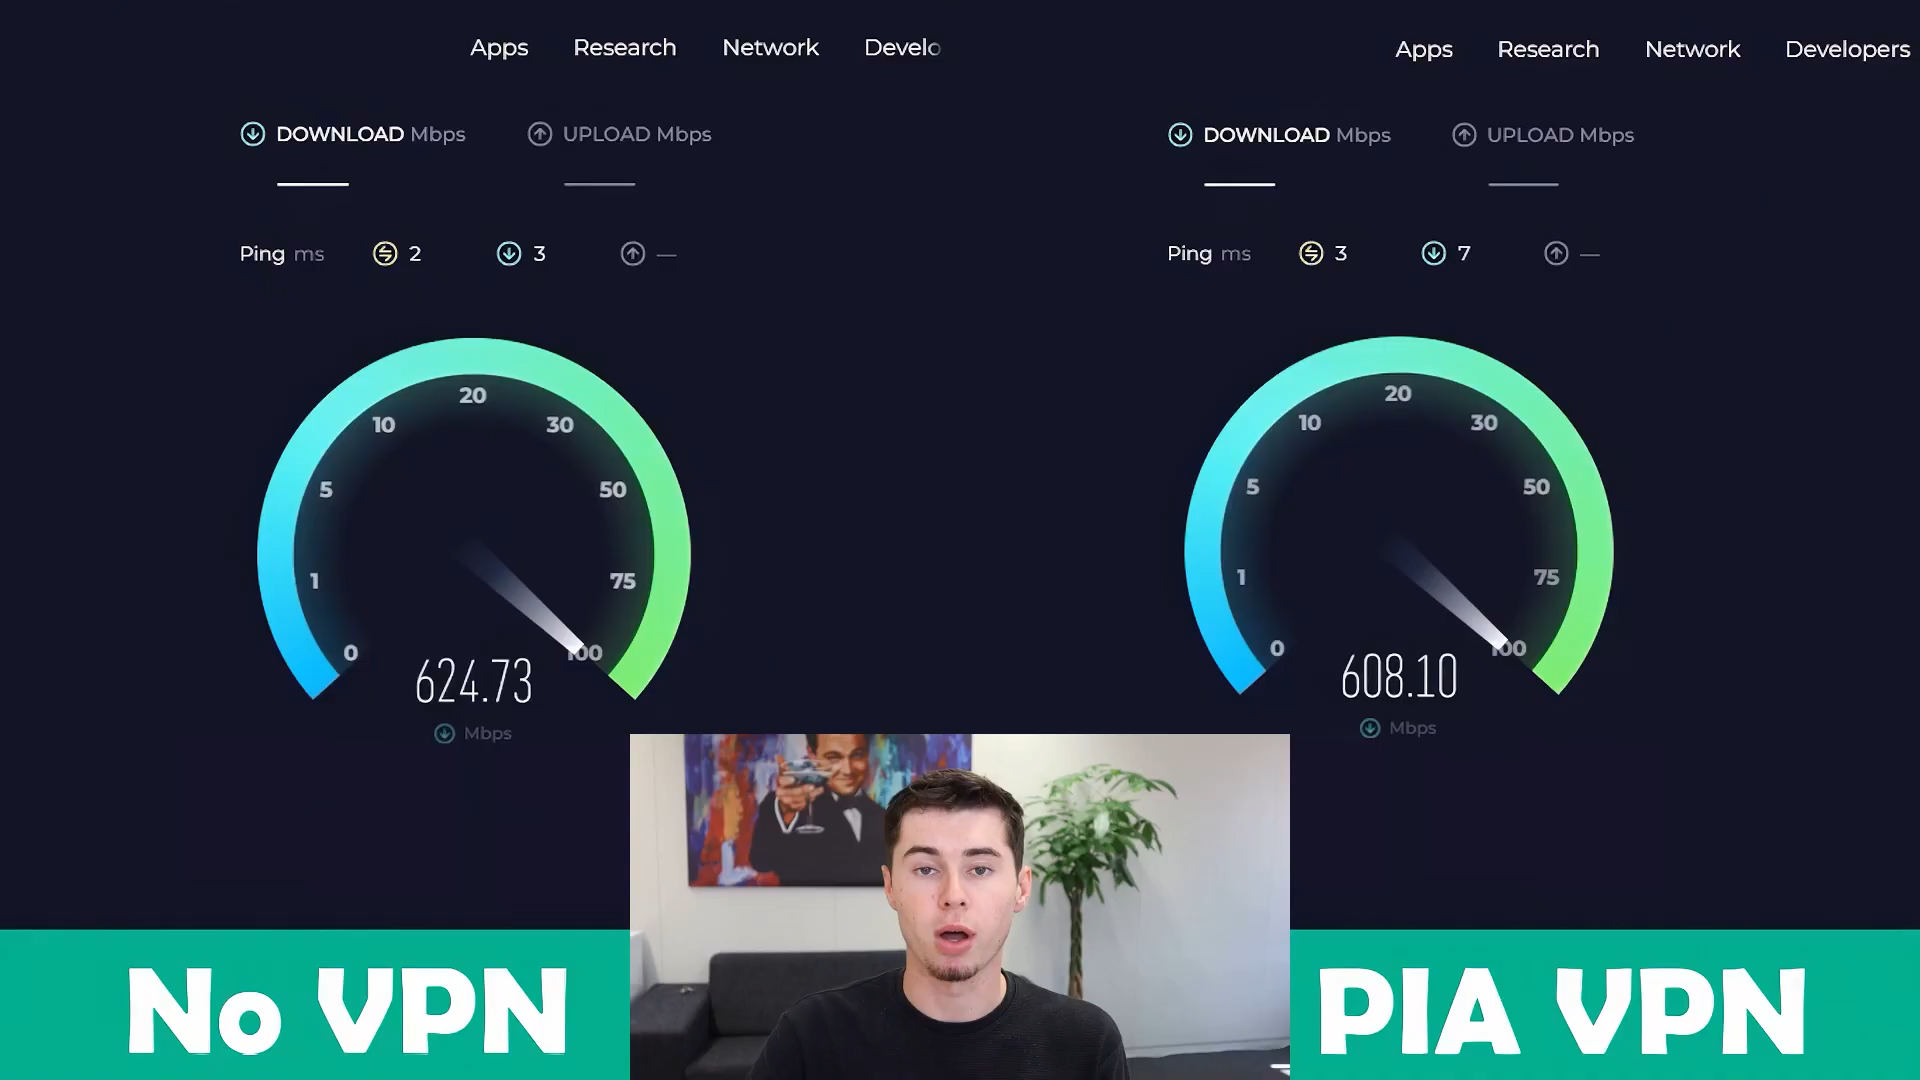 Apps Research Network Develo
DOWNLOAD Mbps UPLOAD Mbps
Ping ms 2 3 —
0 1 5 10 20 30 50 75 100
624.73
Mbps
No VPN
Apps Research Network Developers
DOWNLOAD Mbps UPLOAD Mbps
Ping ms 3 7 —
0 1 5 10 20 30 50 75 100
608.10
Mbps
PIA VPN